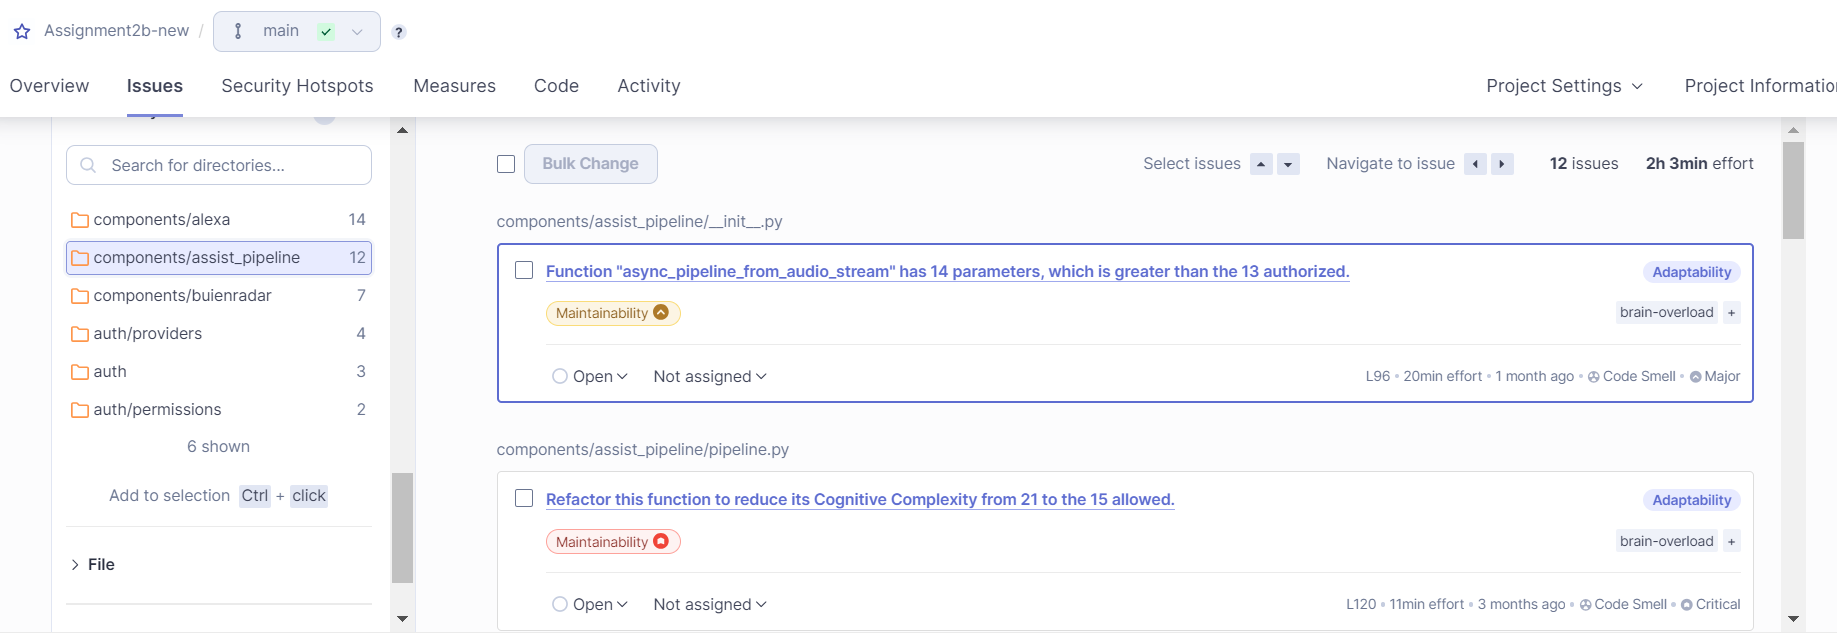 Assignment2b-new / main ?
Overview Issues Security Hotspots Measures Code Activity Project Settings Project Informatio
Search for directories...
components/alexa 14
components/assist_pipeline 12
components/buienradar 7
auth/providers 4
auth 3
auth/permissions 2
6 shown
Add to selection Ctrl + click
File
Bulk Change Select issues Navigate to issue 12 issues 2h 3min effort
components/assist_pipeline/__init__.py
Function "async_pipeline_from_audio_stream" has 14 parameters, which is greater than the 13 authorized. Adaptability
Maintainability brain-overload +
Open Not assigned L96 • 20min effort • 1 month ago • Code Smell • Major
components/assist_pipeline/pipeline.py
Refactor this function to reduce its Cognitive Complexity from 21 to the 15 allowed. Adaptability
Maintainability brain-overload +
Open Not assigned L120 • 11min effort • 3 months ago • Code Smell • Critical